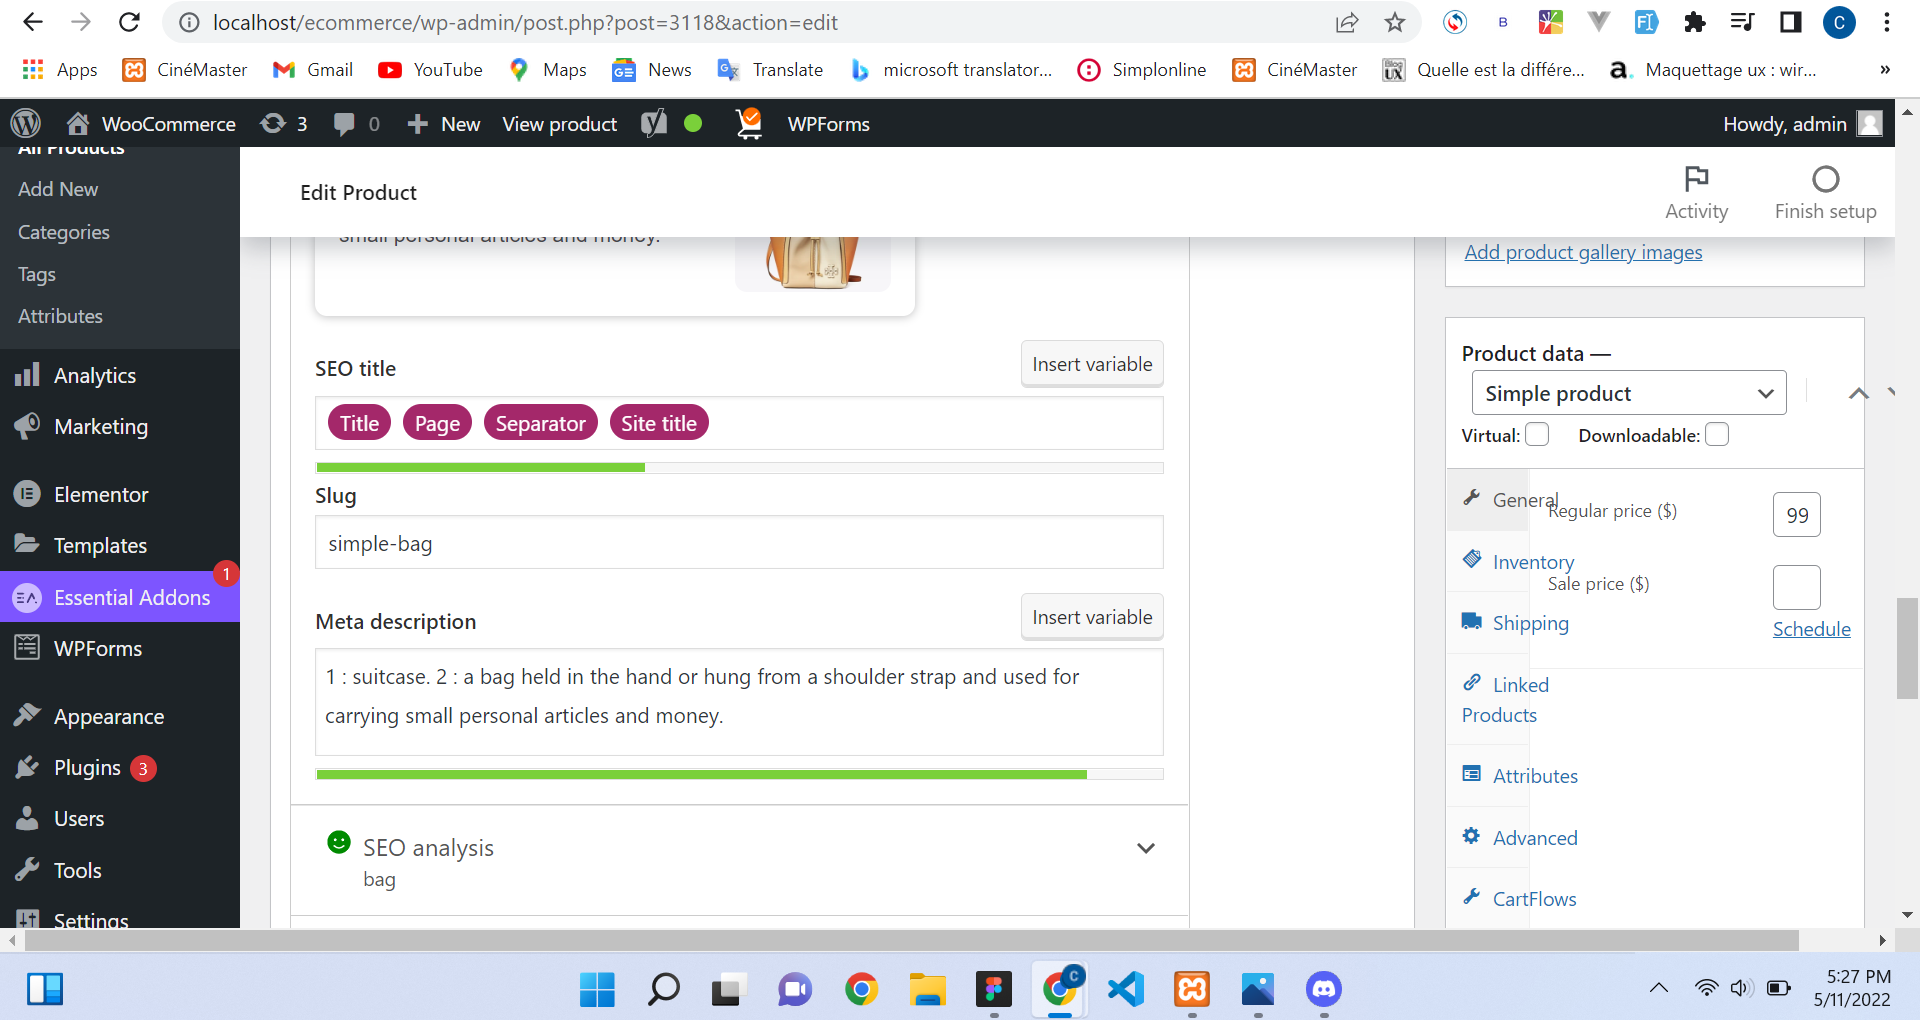 localhost/ecommerce/wp-admin/post.php?post=3118&action=edit
B
C
Apps
CinéMaster
Gmail
YouTube
Maps
News
Translate
microsoft translator...
Simplonline
CinéMaster
Quelle est la différe...
Maquettage ux : wir...
»
WooCommerce
3
0
New
View product
WPForms
Howdy, admin
All Products
Add New
Categories
Tags
Attributes
Analytics
Marketing
Elementor
Templates
1
Essential Addons
WPForms
Appearance
Plugins 3
Users
Tools
Settings
Edit Product
Activity
Finish setup
small personal articles and money.
SEO title
Insert variable
Title Page Separator Site title
Slug
simple-bag
Meta description
Insert variable
1 : suitcase. 2 : a bag held in the hand or hung from a shoulder strap and used for
carrying small personal articles and money.
SEO analysis
bag
Add product gallery images
Product data —
Simple product
Virtual:
Downloadable:
General
Regular price ($)
99
Inventory
Sale price ($)
Schedule
Shipping
Linked
Products
Attributes
Advanced
CartFlows
C
5:27 PM
5/11/2022